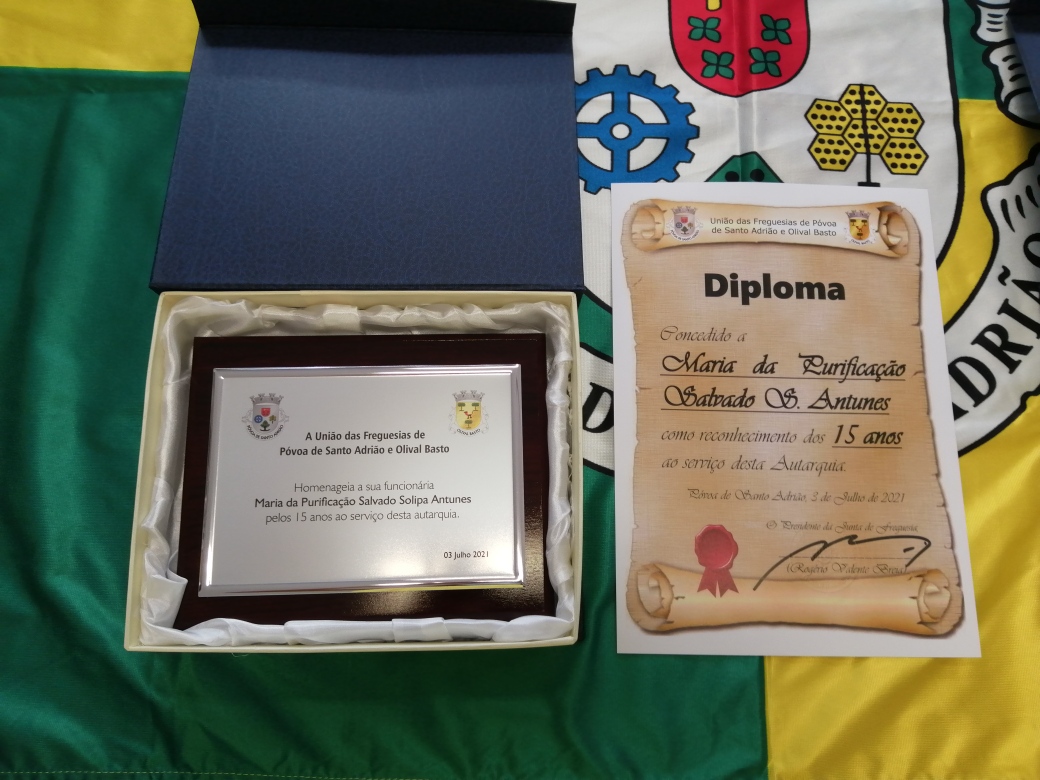 A União das Freguesias de
Póvoa de Santo Adrião e Olival Basto
Homenageia a sua funcionária
Maria da Purificação Salvado Solipa Antunes
pelos 15 anos ao serviço desta autarquia.
03 Julho 2021
União das Freguesias de Póvoa
de Santo Adrião e Olival Basto
Diploma
Concedido a
Maria da Purificação
Salvado S. Antunes
como reconhecimento dos 15 anos
ao serviço desta Autarquia.
Póvoa de Santo Adrião, 3 de Julho de 2021
O Presidente da Junta de Freguesia,
(Rogério Valente Breia)
D
ADRIÃO